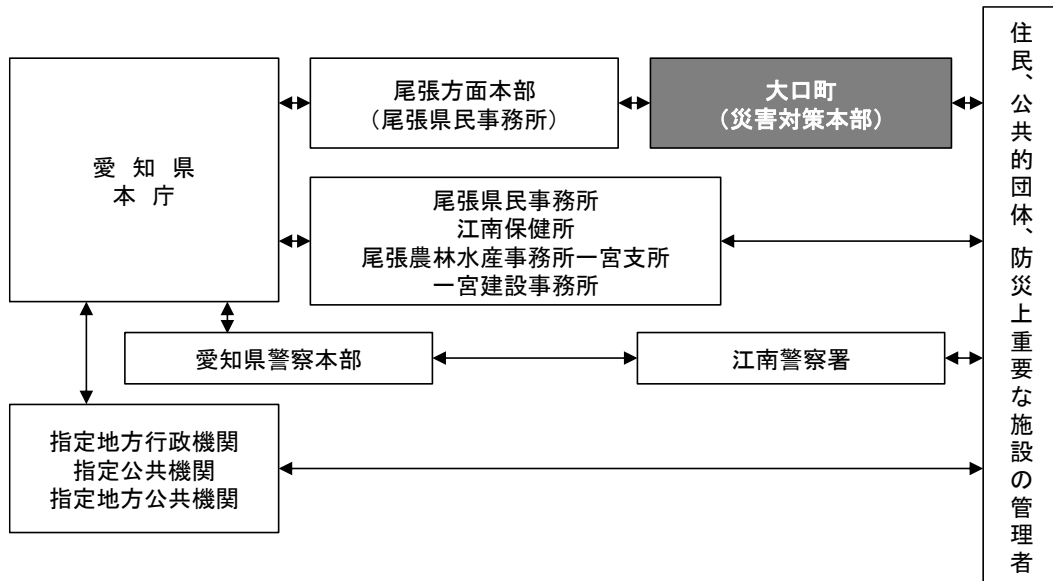 愛知県
本庁
尾張方面本部
（尾張県民事務所）
大口町
（災害対策本部）
尾張県民事務所
江南保健所
尾張農林水産事務所一宮支所
一宮建設事務所
愛知県警察本部
江南警察署
指定地方行政機関
指定公共機関
指定地方公共機関
住民、公共的団体、防災上重要な施設の管理者